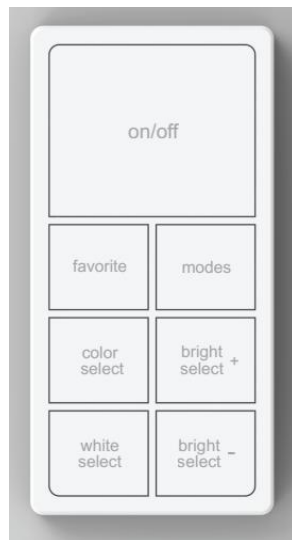 on/off
favorite
modes
color
select
bright
select +
white
select
bright
select -